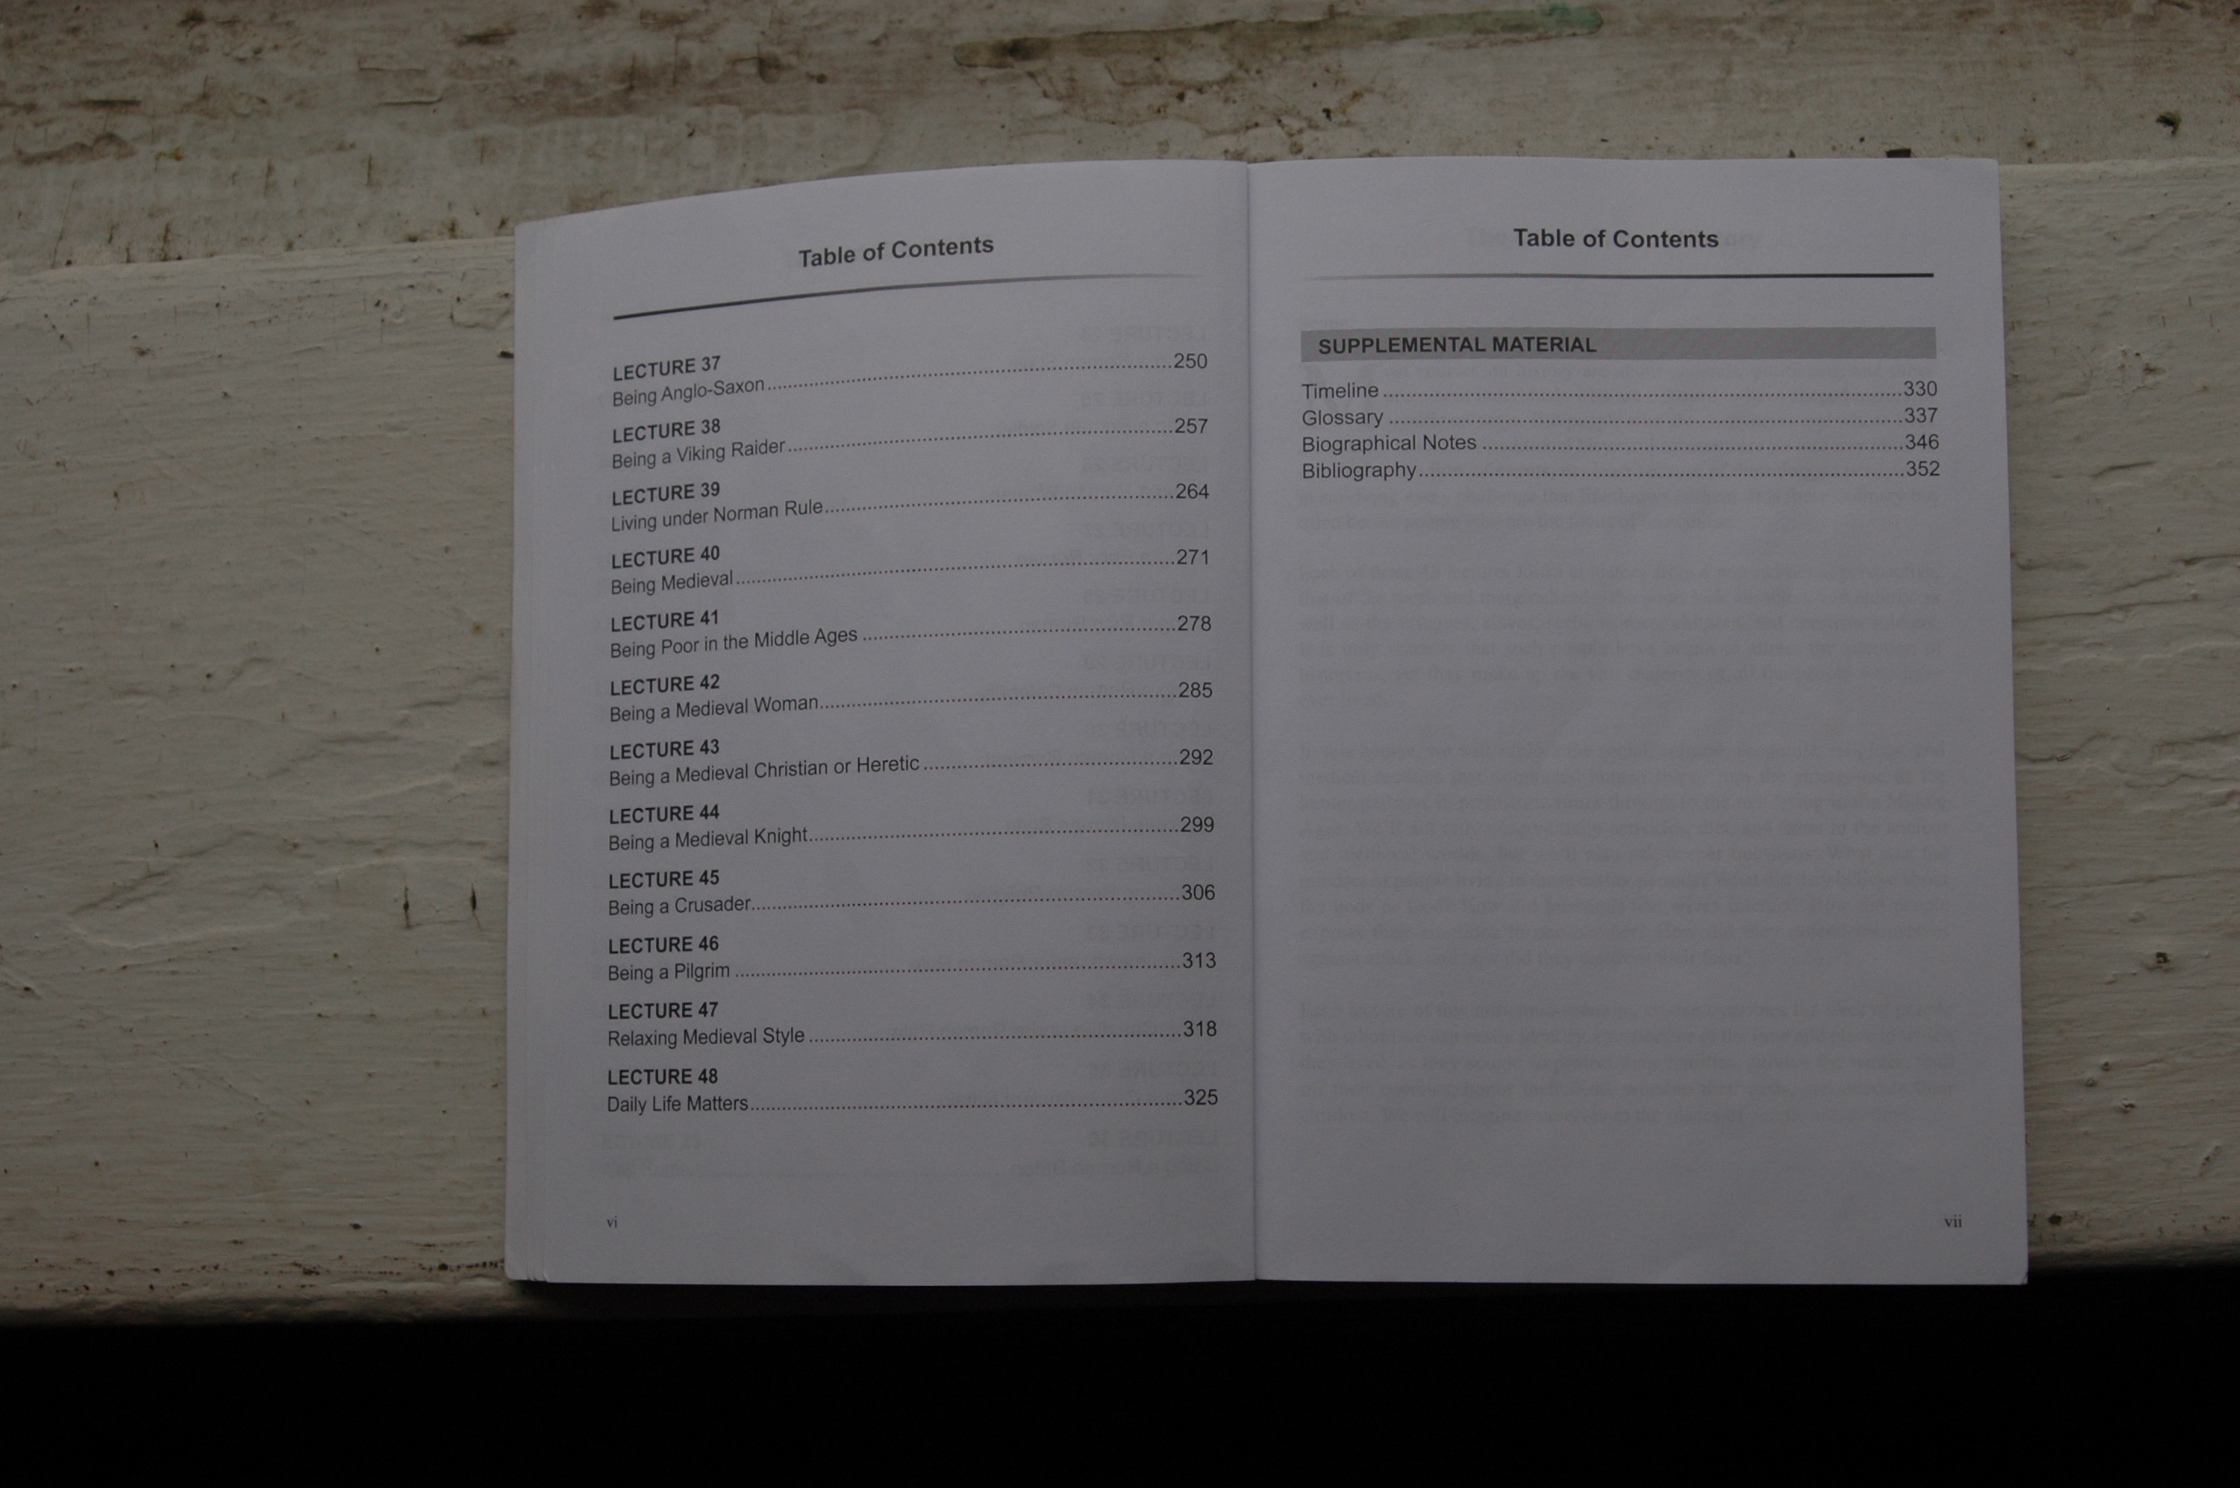 Table of Contents
LECTURE 37
Being Anglo-Saxon..........250
LECTURE 38
Being a Viking Raider..........257
LECTURE 39
Living under Norman Rule..........264
LECTURE 40
Being Medieval..........271
LECTURE 41
Being Poor in the Middle Ages..........278
LECTURE 42
Being a Medieval Woman..........285
LECTURE 43
Being a Medieval Christian or Heretic..........292
LECTURE 44
Being a Medieval Knight..........299
LECTURE 45
Being a Crusader..........306
LECTURE 46
Being a Pilgrim..........313
LECTURE 47
Relaxing Medieval Style..........318
LECTURE 48
Daily Life Matters..........325
vi
Table of Contents
SUPPLEMENTAL MATERIAL
Timeline..........330
Glossary..........337
Biographical Notes..........346
Bibliography..........352
vii